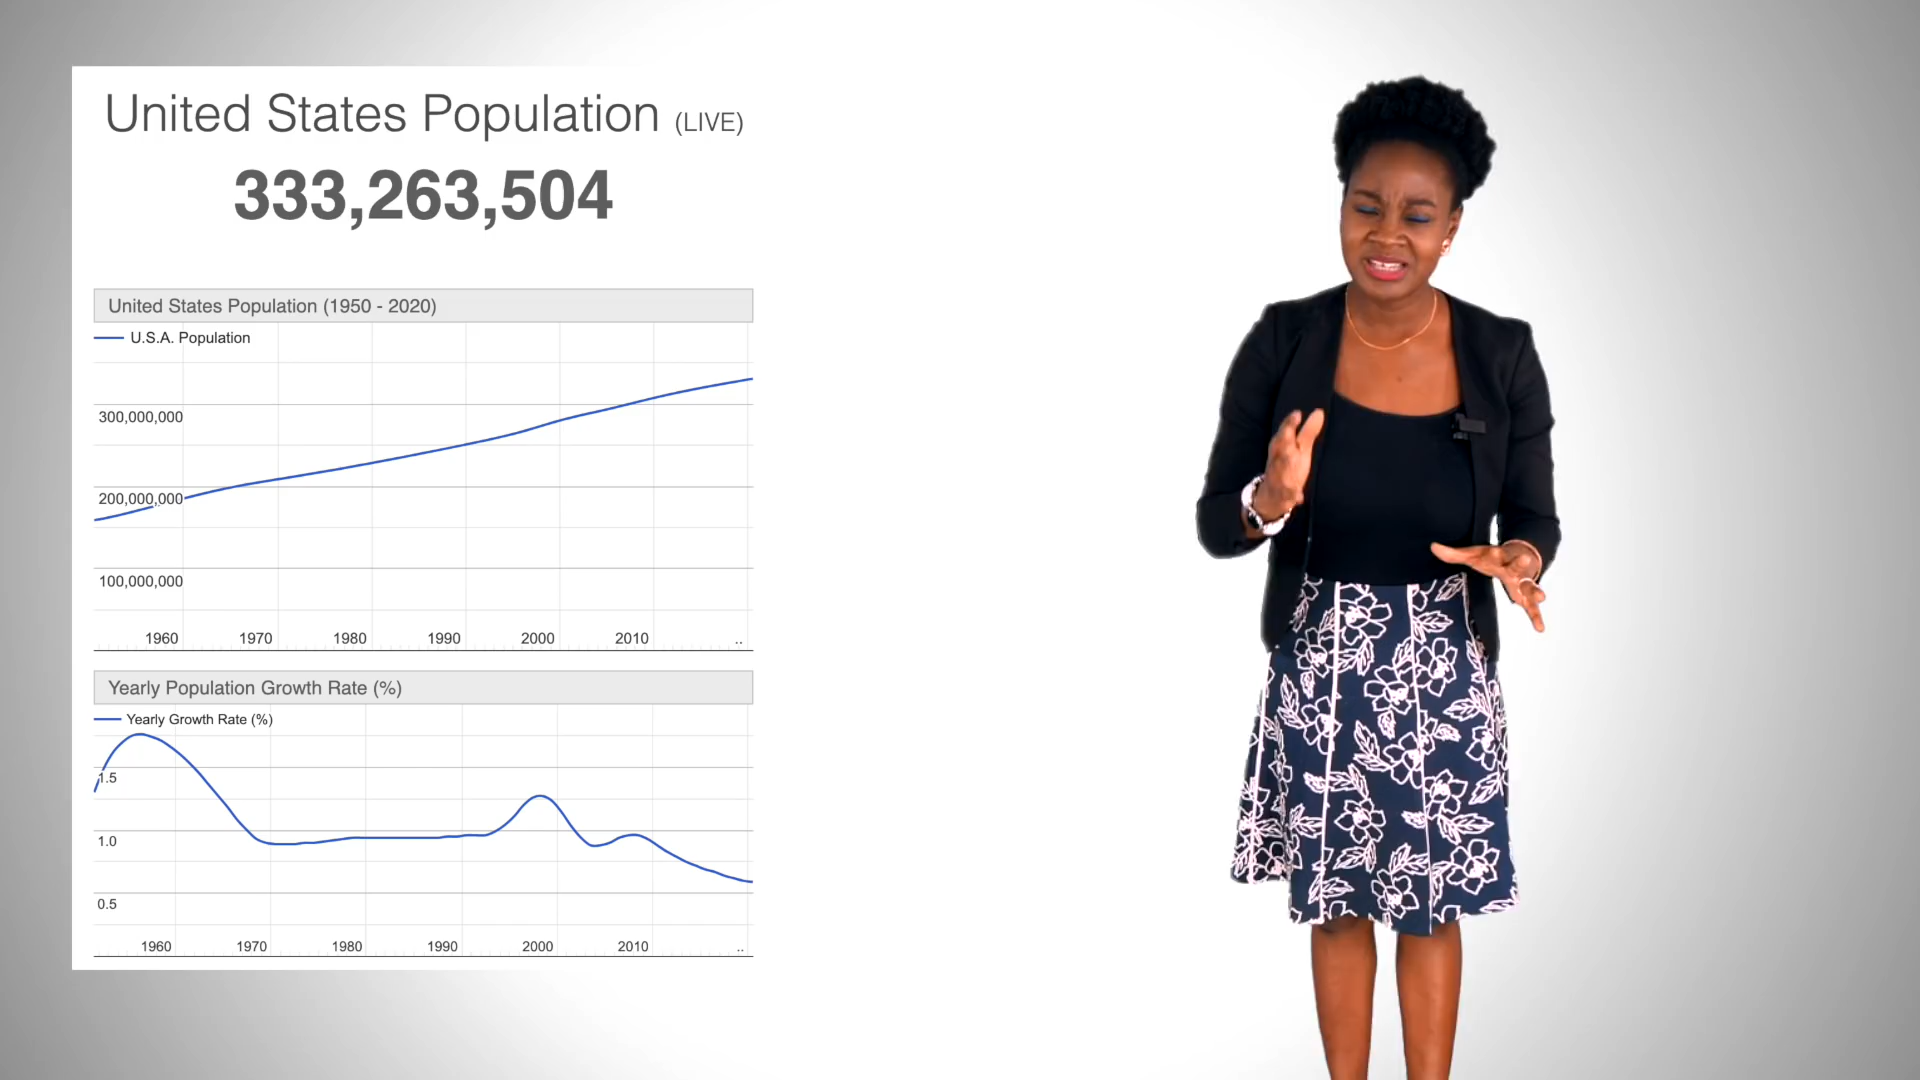 United States Population (LIVE)
333,263,504
United States Population (1950 - 2020)
U.S.A. Population
300,000,000
200,000,000
100,000,000
1960 1970 1980 1990 2000 2010 ..
Yearly Population Growth Rate (%)
Yearly Growth Rate (%)
1.5
1.0
0.5
1960 1970 1980 1990 2000 2010 ..